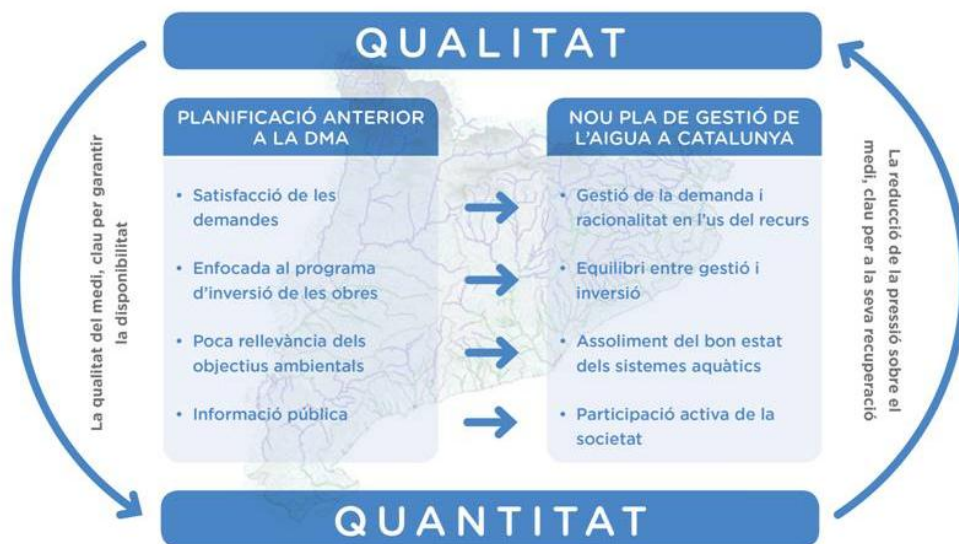 QUALITAT
La qualitat del medi, clau per garantir
la disponibilitat
PLANIFICACIÓ ANTERIOR
A LA DMA
• Satisfacció de les
demandes
• Enfocada al programa
d'inversió de les obres
• Poca rellevància dels
objectius ambientals
• Informació pública
NOU PLA DE GESTIÓ DE
L'AIGUA A CATALUNYA
• Gestió de la demanda i
racionalitat en l'us del recurs
• Equilibri entre gestió i
inversió
• Assoliment del bon estat
dels sistemes aquàtics
• Participació activa de la
societat
La reducció de la pressió sobre el
medi, clau per a la seva recuperació
QUANTITAT